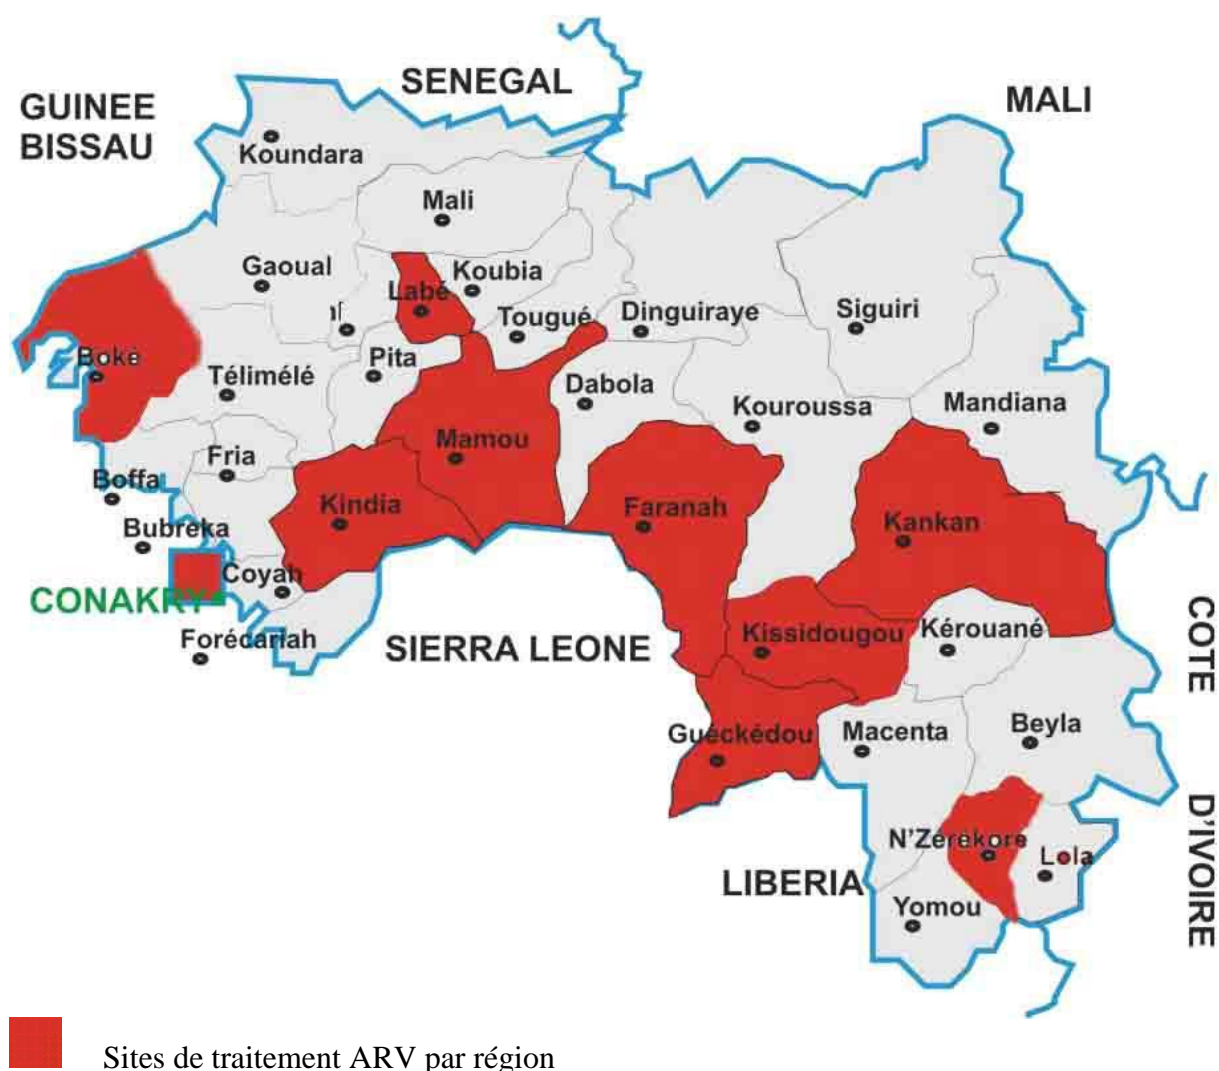 SENEGAL
MALI
GUINEE
BISSAU
Koundara
Mali
Gaoual
Koubia
Labé
Tougué
Dinguiraye
Siguiri
Boké
Pita
Télimélé
Dabola
Kouroussa
Mandiana
Mamou
Fria
Boffa
Kindia
Faranah
Kankan
Bubreka
Coyah
CONAKRY
Forécariah
SIERRA LEONE
Kissidougou
Kérouané
COTE
Guéckédou
Macenta
Beyla
D'IVOIRE
N'Zérékore
Lola
LIBERIA
Yomou
Sites de traitement ARV par région